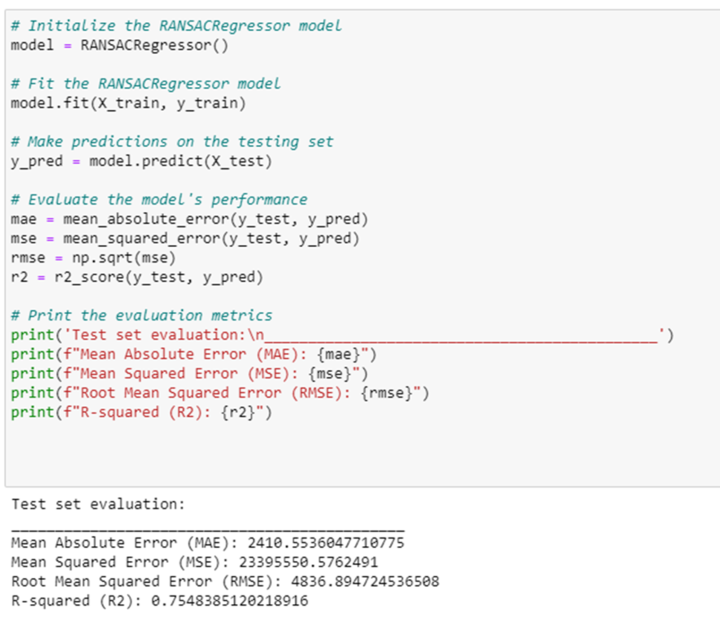 # Initialize the RANSACRegressor model
model = RANSACRegressor()
# Fit the RANSACRegressor model
model.fit(X_train, y_train)
# Make predictions on the testing set
y_pred = model.predict(X_test)
# Evaluate the model's performance
mae = mean_absolute_error(y_test, y_pred)
mse = mean_squared_error(y_test, y_pred)
rmse = np.sqrt(mse)
r2 = r2_score(y_test, y_pred)
# Print the evaluation metrics
print('Test set evaluation:\n_____________________________________________')
print(f"Mean Absolute Error (MAE): {mae}")
print(f"Mean Squared Error (MSE): {mse}")
print(f"Root Mean Squared Error (RMSE): {rmse}")
print(f"R-squared (R2): {r2}")
Test set evaluation:
_____________________________________________
Mean Absolute Error (MAE): 2410.5536047710775
Mean Squared Error (MSE): 23395550.5762491
Root Mean Squared Error (RMSE): 4836.894724536508
R-squared (R2): 0.7548385120218916